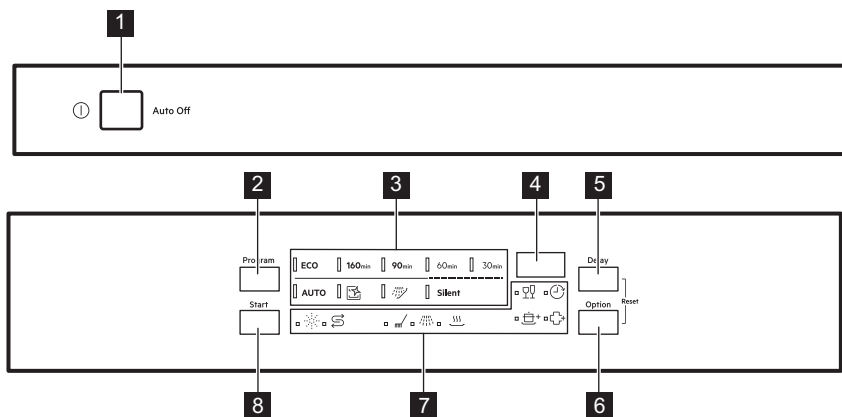 1
Auto Off
2
3
4
5
Program
ECO 160min 90min 60min 30min
Delay
AUTO Silent
Start
Option
Reset
8
7
6